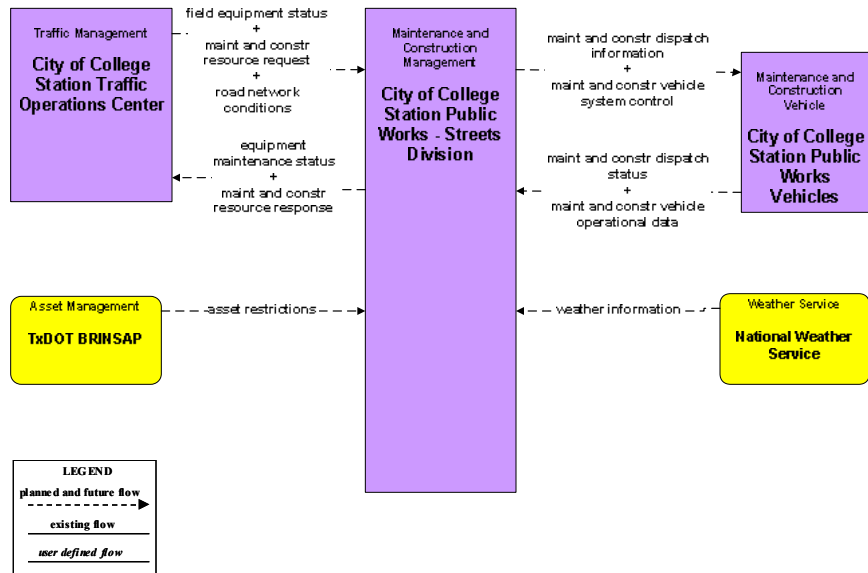 Traffic Management
City of College
Station Traffic
Operations Center
field equipment status
+
maint and constr
resource request
+
road network
conditions
equipment
maintenance status
+
maint and constr
resource response
Maintenance and
Construction
Management
City of College
Station Public
Works - Streets
Division
maint and constr dispatch
information
+
maint and constr vehicle
system control
maint and constr dispatch
status
+
maint and constr vehicle
operational data
Maintenance and
Construction
Vehicle
City of College
Station Public
Works
Vehicles
Asset Management
TxDOT BRINSAP
asset restrictions
weather information
Weather Service
National Weather
Service
LEGEND
planned and future flow
existing flow
user defined flow